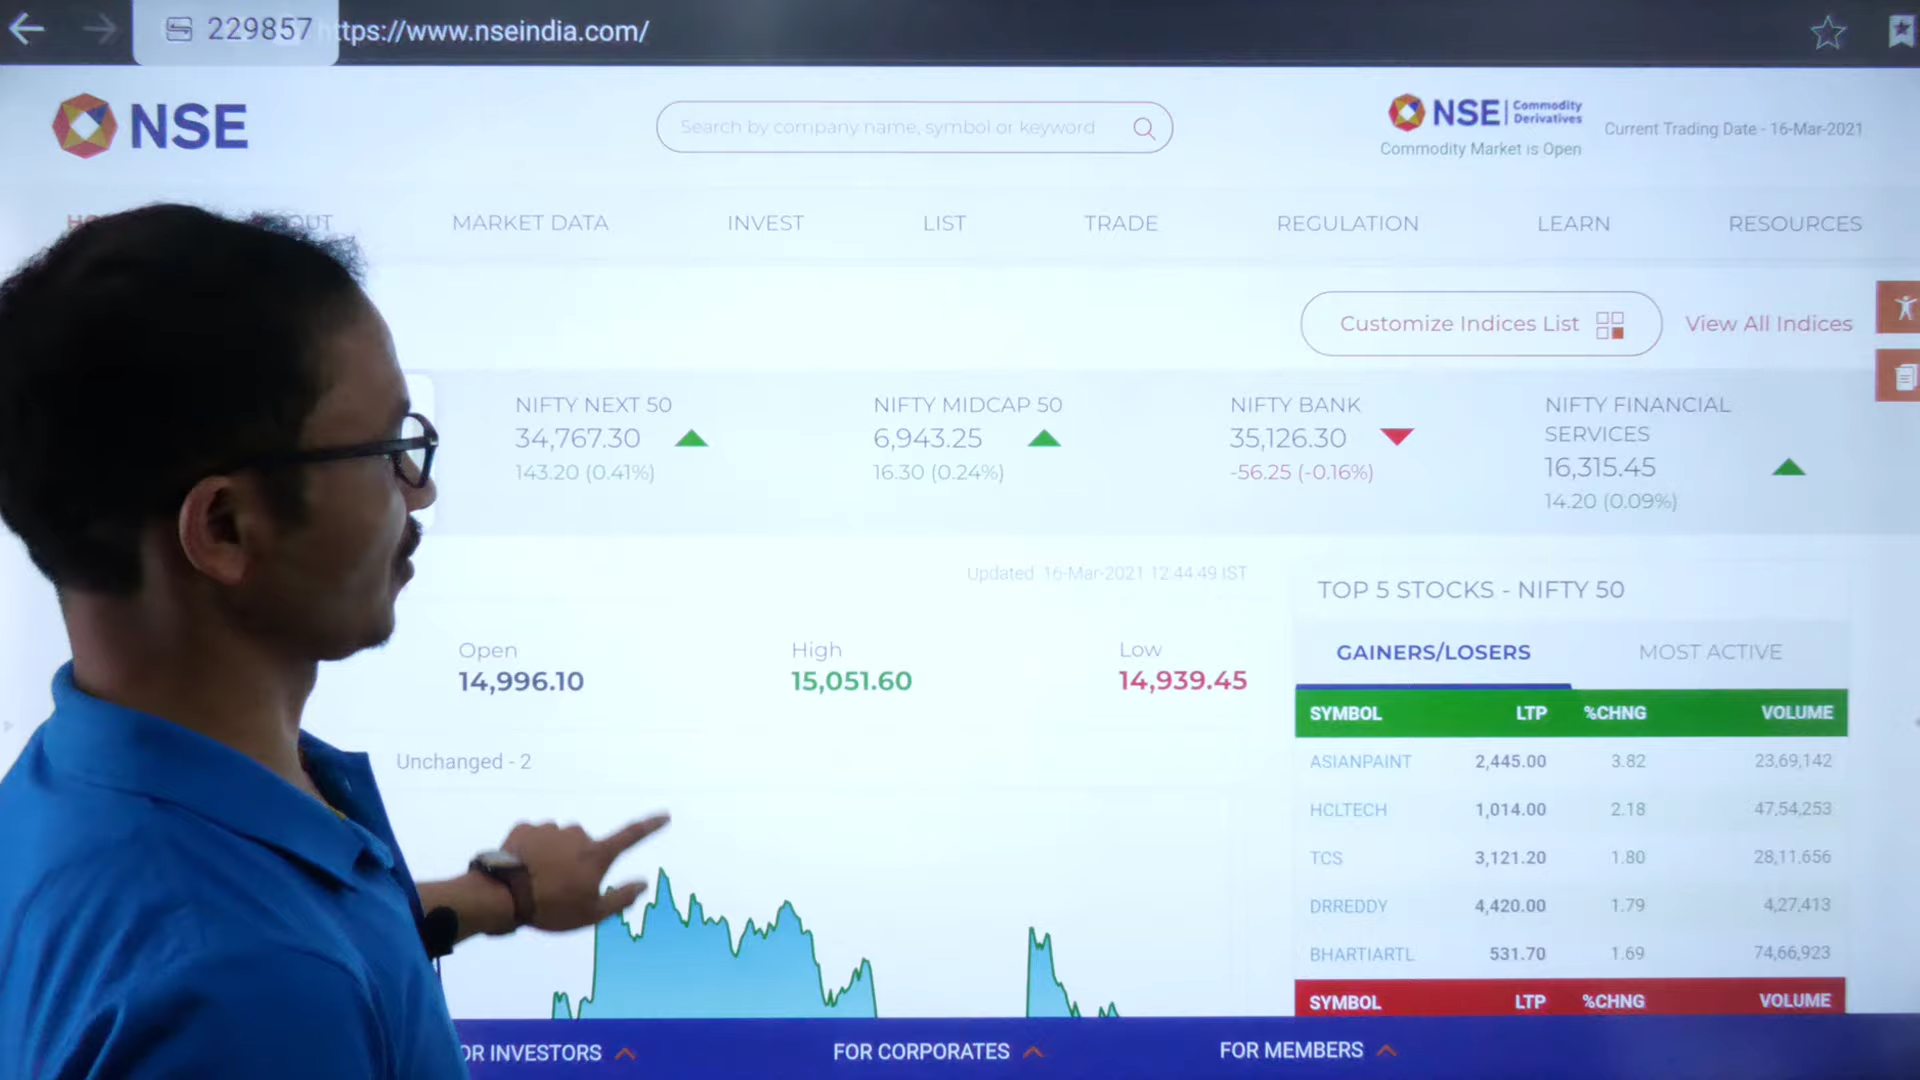 229857 ttps://www.nseindia.com/
NSE
Search by company name, symbol or keyword
NSE Commodity Derivatives
Commodity Market is Open
Current Trading Date - 16-Mar-2021
MARKET DATA INVEST LIST TRADE REGULATION LEARN RESOURCES
Customize Indices List View All Indices
NIFTY NEXT 50
34,767.30
143.20 (0.41%)
NIFTY MIDCAP 50
6,943.25
16.30 (0.24%)
NIFTY BANK
35,126.30
-56.25 (-0.16%)
NIFTY FINANCIAL
SERVICES
16,315.45
14.20 (0.09%)
Updated 16-Mar-2021 12:44:49 IST
Open
14,996.10
High
15,051.60
Low
14,939.45
Unchanged - 2
TOP 5 STOCKS - NIFTY 50
GAINERS/LOSERS MOST ACTIVE
SYMBOL LTP %CHNG VOLUME
ASIANPAINT 2,445.00 3.82 23,69,142
HCLTECH 1,014.00 2.18 47,54,253
TCS 3,121.20 1.80 28,11,656
DRREDDY 4,420.00 1.79 4,27,413
BHARTIARTL 531.70 1.69 74,66,923
SYMBOL LTP %CHNG VOLUME
OR INVESTORS FOR CORPORATES FOR MEMBERS